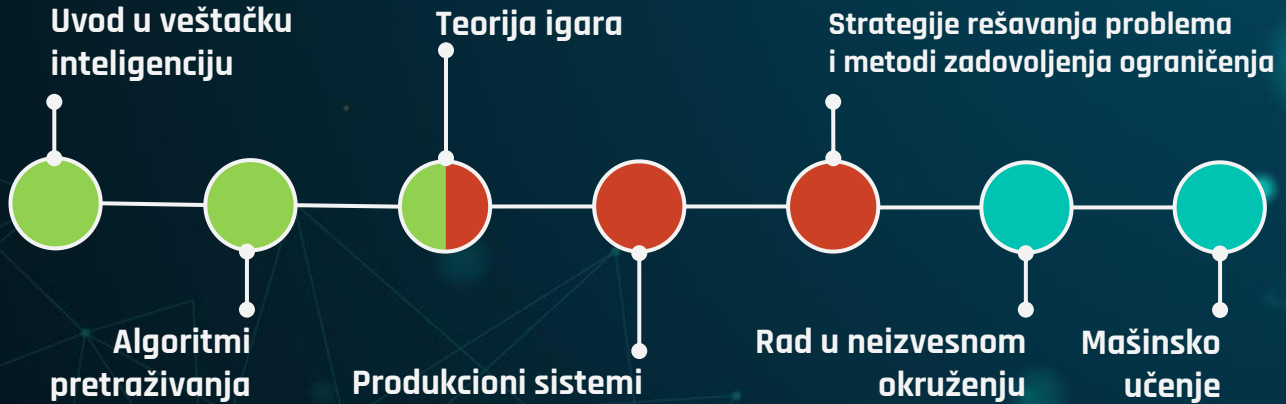 Uvod u veštačku
inteligenciju
Teorija igara
Strategije rešavanja problema
i metodi zadovoljenja ograničenja
Algoritmi
pretraživanja
Produkcioni sistemi
Rad u neizvesnom
okruženju
Mašinsko
učenje